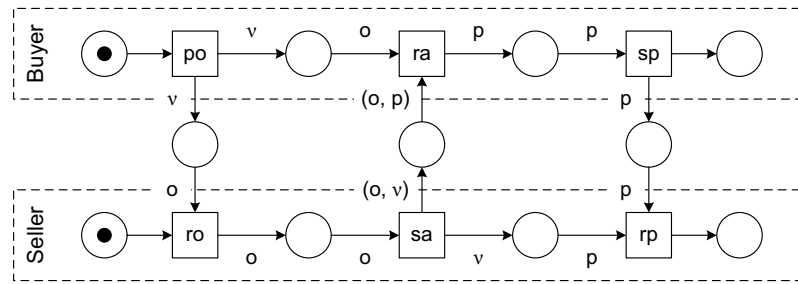 Buyer
po ν o ra p p sp
ν (o, p) p
o (o, ν) p
Seller
ro o o sa ν p rp